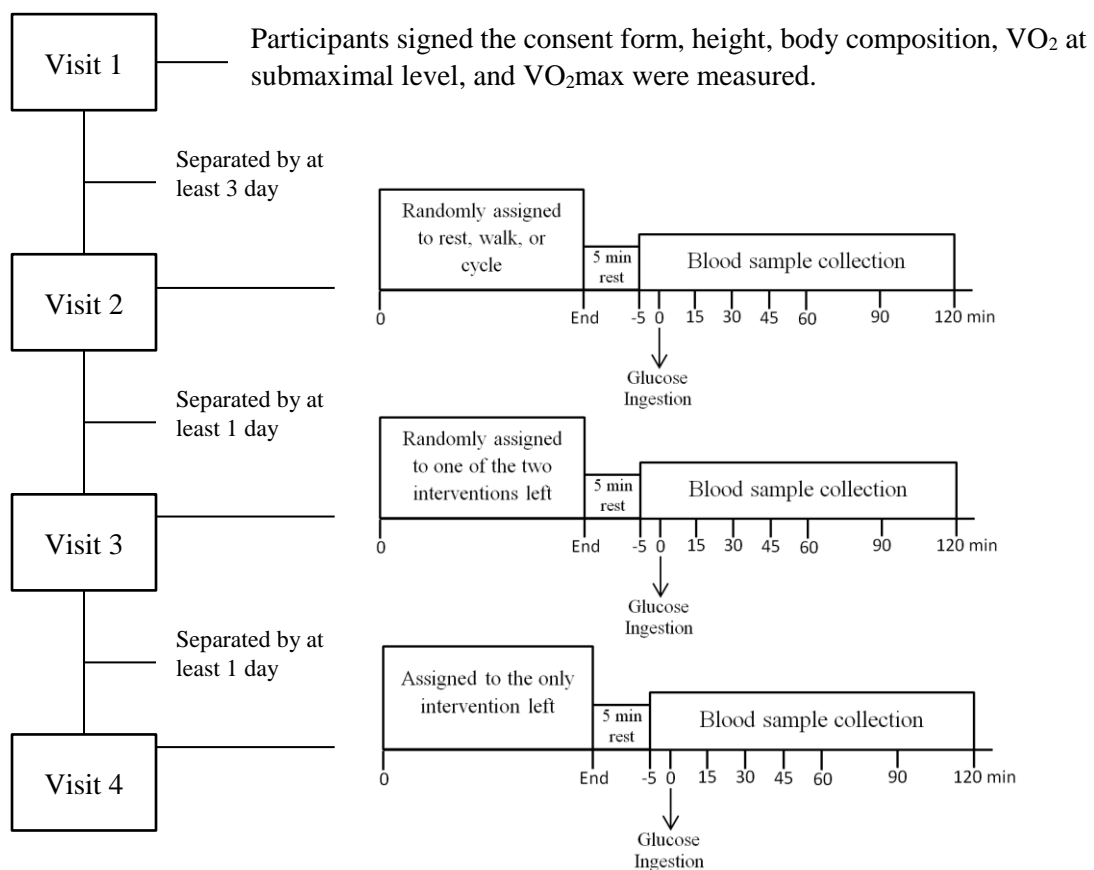 Visit 1
Participants signed the consent form, height, body composition, VO₂ at
submaximal level, and VO₂max were measured.
Separated by at
least 3 day
Visit 2
Randomly assigned
to rest, walk, or
cycle
5 min
rest
Blood sample collection
0 End -5 0 15 30 45 60 90 120 min
Glucose
Ingestion
Separated by at
least 1 day
Visit 3
Randomly assigned
to one of the two
interventions left
5 min
rest
Blood sample collection
0 End -5 0 15 30 45 60 90 120 min
Glucose
Ingestion
Separated by at
least 1 day
Visit 4
Assigned to the only
intervention left
5 min
rest
Blood sample collection
0 End -5 0 15 30 45 60 90 120 min
Glucose
Ingestion